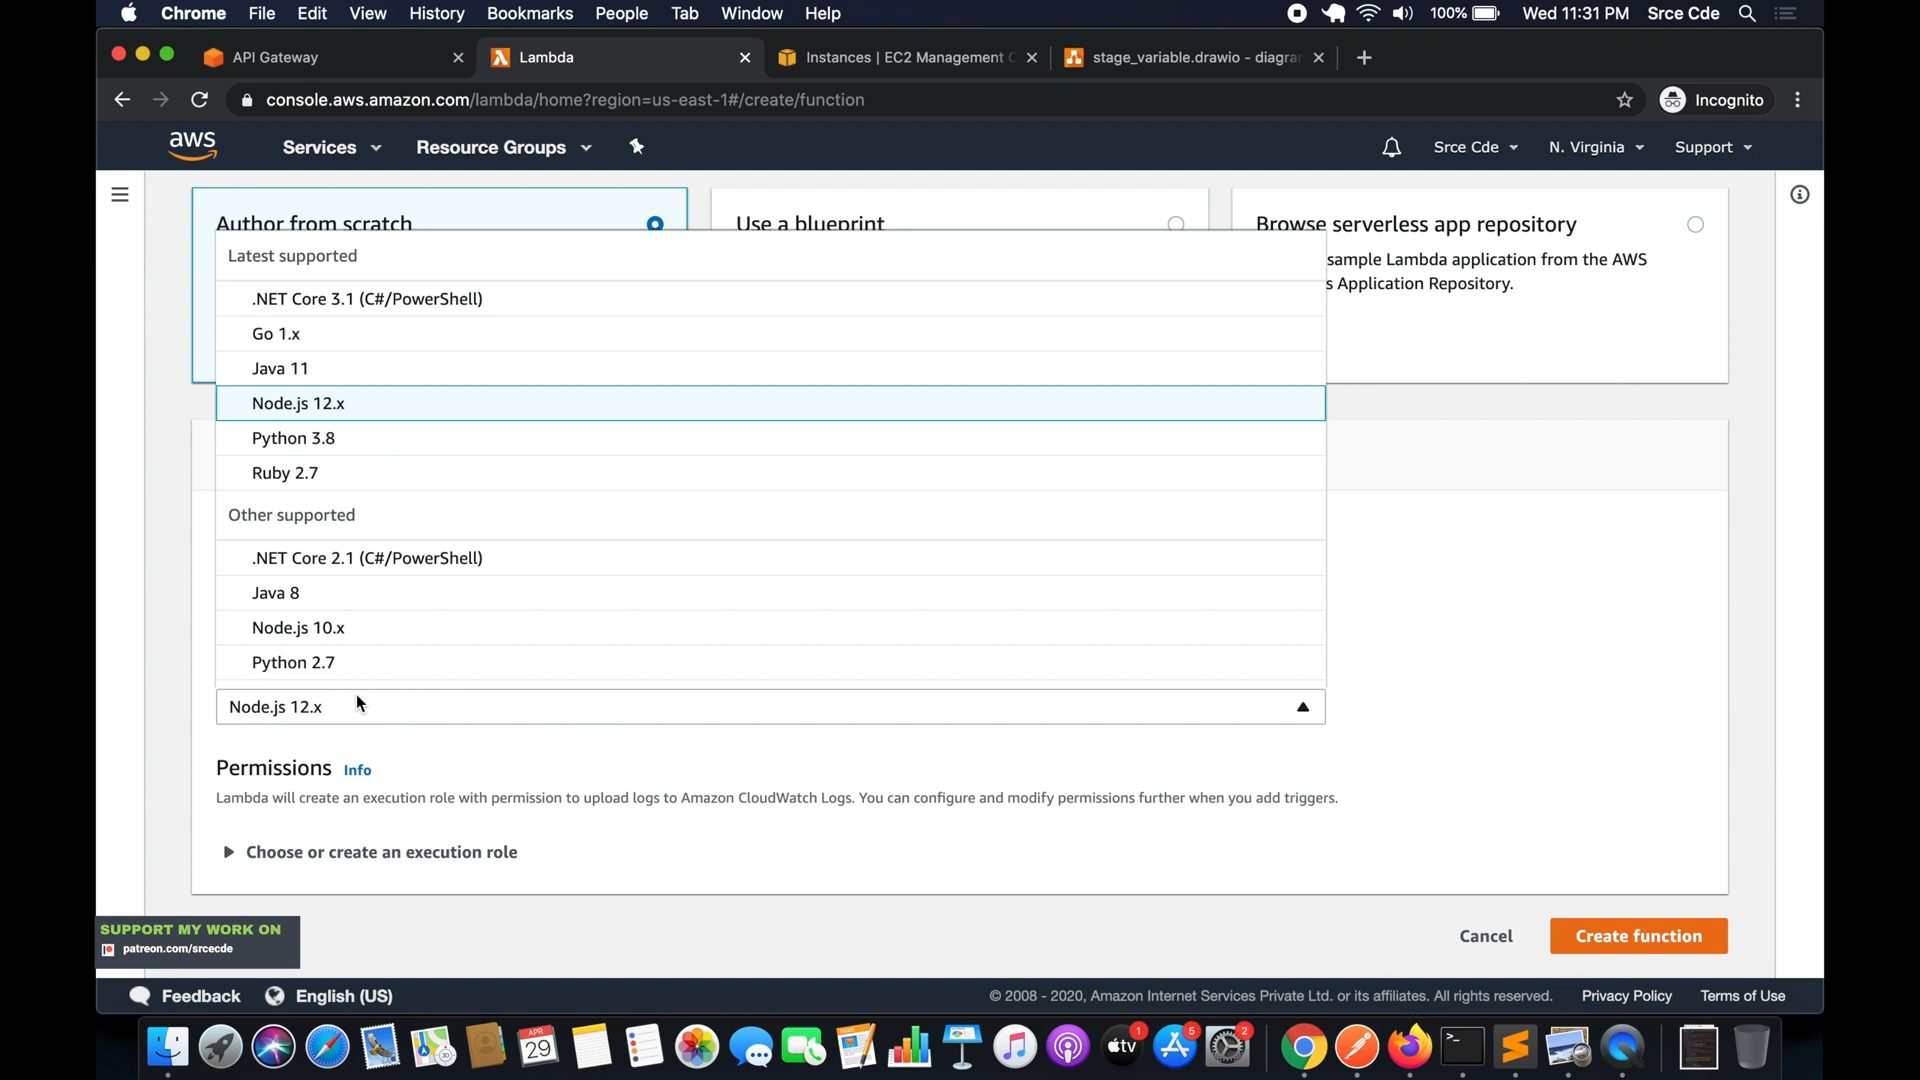 Chrome File Edit View History Bookmarks People Tab Window Help 100% Wed 11:31 PM Srce Cde
API Gateway Lambda Instances | EC2 Management C stage_variable.drawio - diagra
console.aws.amazon.com/lambda/home?region=us-east-1#/create/function Incognito
aws Services Resource Groups Srce Cde N. Virginia Support
Author from scratch Use a blueprint Browse serverless app repository
sample Lambda application from the AWS
s Application Repository.
Latest supported
.NET Core 3.1 (C#/PowerShell)
Go 1.x
Java 11
Node.js 12.x
Python 3.8
Ruby 2.7
Other supported
.NET Core 2.1 (C#/PowerShell)
Java 8
Node.js 10.x
Python 2.7
Node.js 12.x
Permissions Info
Lambda will create an execution role with permission to upload logs to Amazon CloudWatch Logs. You can configure and modify permissions further when you add triggers.
Choose or create an execution role
Cancel Create function
SUPPORT MY WORK ON
patreon.com/srcecde
Feedback English (US) © 2008 - 2020, Amazon Internet Services Private Ltd. or its affiliates. All rights reserved. Privacy Policy Terms of Use
APR
29
tv 1 5 2